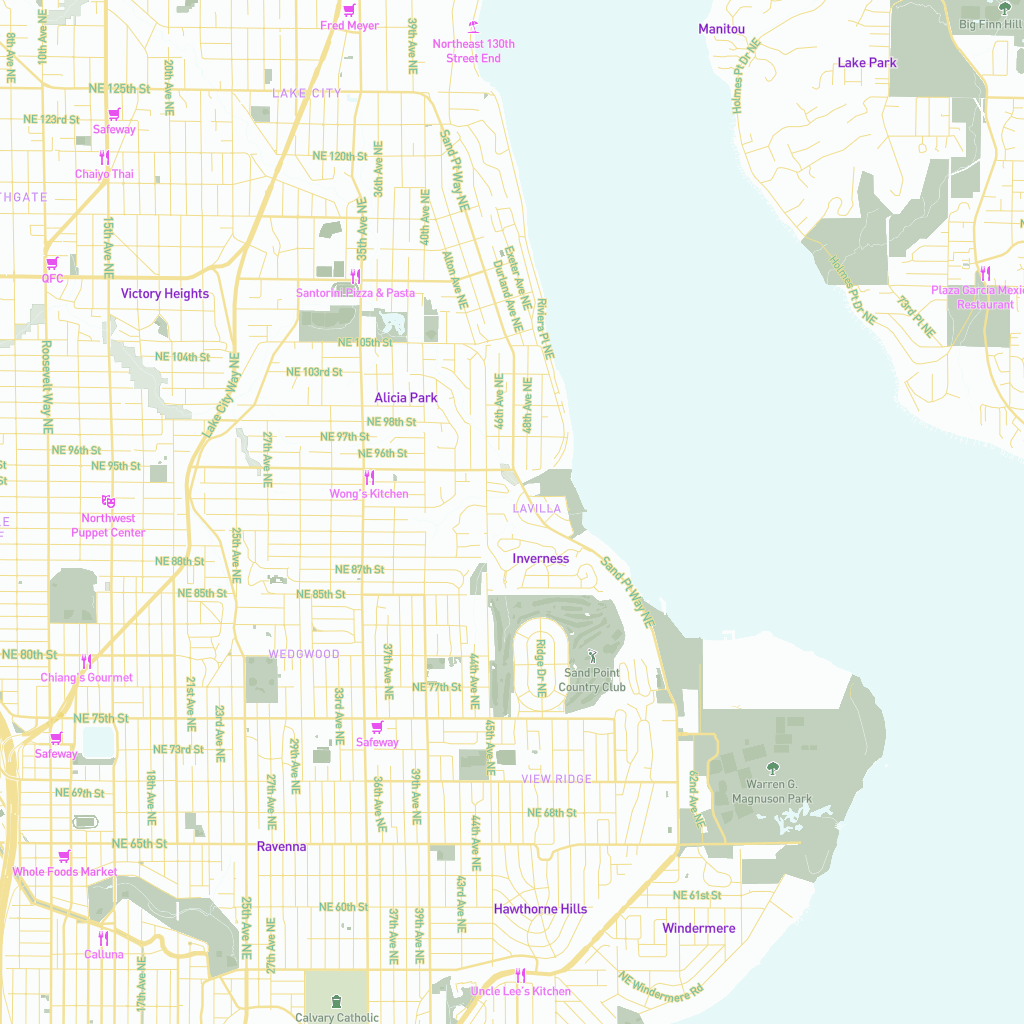 Fred Meyer
Northeast 130th
Street End
Manitou
Big Finn Hill
Lake Park
8th Ave NE
10th Ave NE
39th Ave NE
Holmes Pt Dr NE
20th Ave NE
NE 125th St
LAKE CITY
NE 123rd St
Safeway
NE 120th St
36th Ave NE
Sand Pt Way NE
Chaiyo Thai
40th Ave NE
35th Ave NE
15th Ave NE
QFC
Victory Heights
Santorini Pizza & Pasta
Alton Ave NE
Exeter Ave NE
Durland Ave NE
Riviera Pl NE
Holmes Pt Dr NE
73rd Pl NE
Restaurant
Roosevelt Way NE
NE 104th St
NE 105th St
NE 103rd St
Lake City Way NE
Alicia Park
46th Ave NE
48th Ave NE
NE 98th St
NE 97th St
NE 96th St
NE 96th St
NE 95th St
27th Ave NE
Wong's Kitchen
LAVILLA
Northwest
Puppet Center
25th Ave NE
NE 88th St
NE 87th St
Inverness
Sand Pt Way NE
NE 85th St
NE 85th St
NE 80th St
WEDGWOOD
37th Ave NE
44th Ave NE
Ridge Dr NE
Sand Point
Country Club
Chiang's Gourmet
NE 77th St
21st Ave NE
23rd Ave NE
33rd Ave NE
NE 75th St
Safeway
Safeway
NE 73rd St
29th Ave NE
45th Ave NE
VIEW RIDGE
62nd Ave NE
Warren G.
Magnuson Park
NE 69th St
18th Ave NE
27th Ave NE
36th Ave NE
39th Ave NE
44th Ave NE
NE 68th St
NE 65th St
Ravenna
Whole Foods Market
43rd Ave NE
NE 61st St
NE 60th St
Hawthorne Hills
Windermere
25th Ave NE
27th Ave NE
37th Ave NE
39th Ave NE
Calluna
17th Ave NE
Uncle Lee's Kitchen
NE Windermere Rd
Calvary Catholic